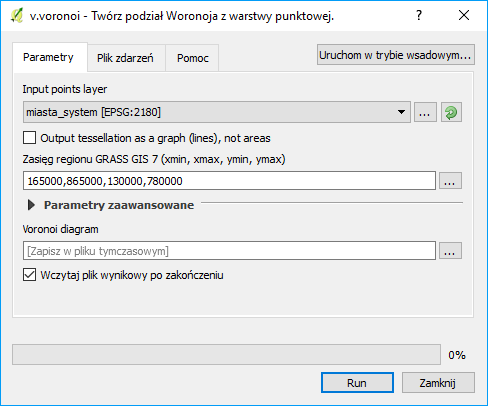 v.voronoi - Twórz podział Woronoja z warstwy punktowej.
Parametry
Plik zdarzeń
Pomoc
Uruchom w trybie wsadowym...
Input points layer
miasta_system [EPSG:2180]
...
Output tessellation as a graph (lines), not areas
Zasięg regionu GRASS GIS 7 (xmin, xmax, ymin, ymax)
165000,865000,130000,780000
...
Parametry zaawansowane
Voronoi diagram
[Zapisz w pliku tymczasowym]
...
Wczytaj plik wynikowy po zakończeniu
0%
Run
Zamknij